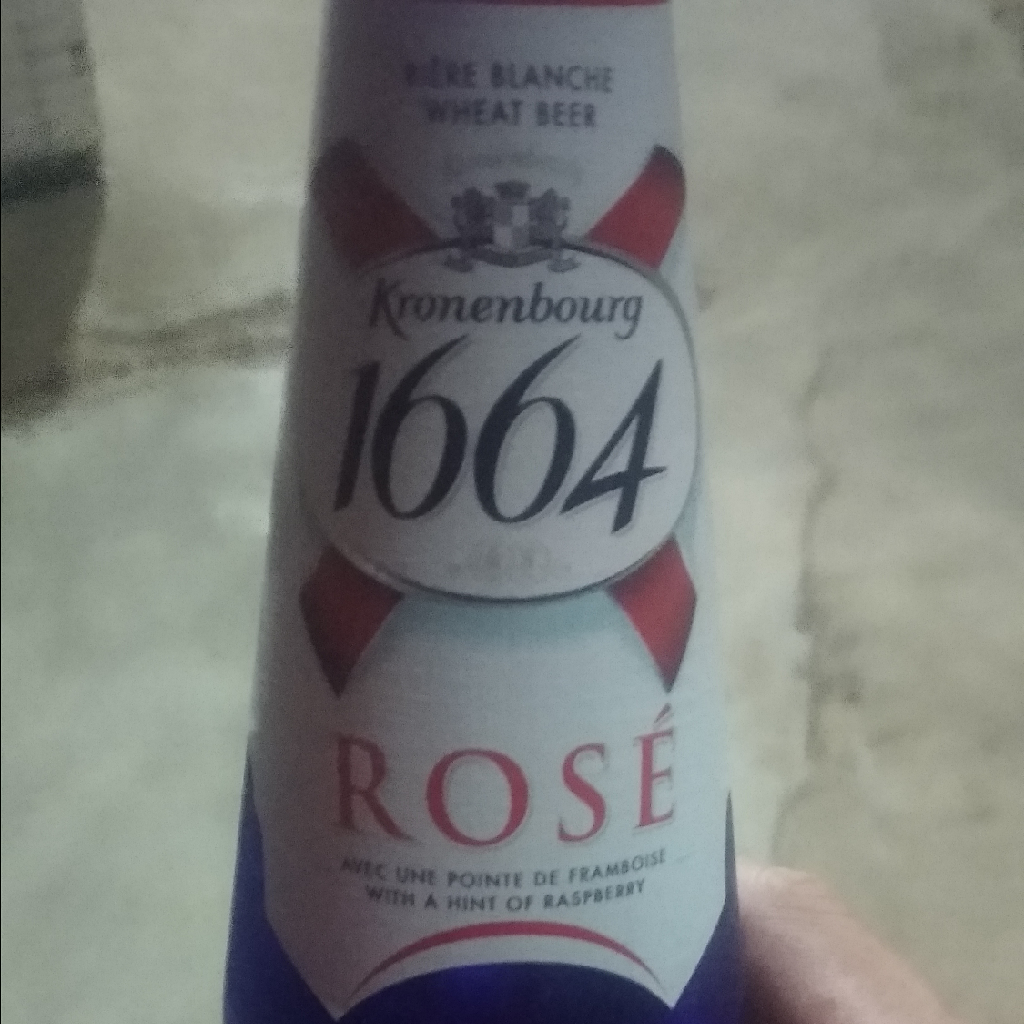 BIÈRE BLANCHE
WHEAT BEER
Kronenbourg
1664
ROSÉ
AVEC UNE POINTE DE FRAMBOISE
WITH A HINT OF RASPBERRY